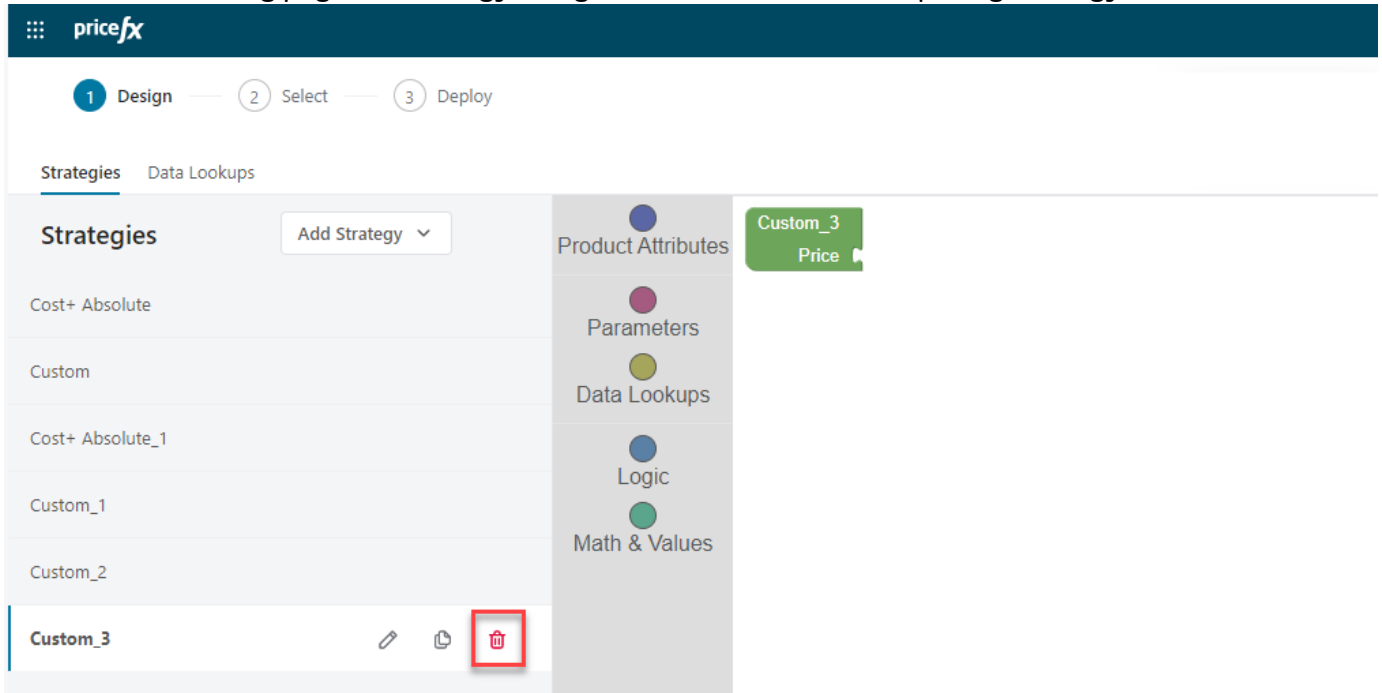 pricefx
1 Design 2 Select 3 Deploy
Strategies Data Lookups
Strategies Add Strategy
Cost+ Absolute
Custom
Cost+ Absolute_1
Custom_1
Custom_2
Custom_3
Product Attributes
Parameters
Data Lookups
Logic
Math & Values
Custom_3
Price